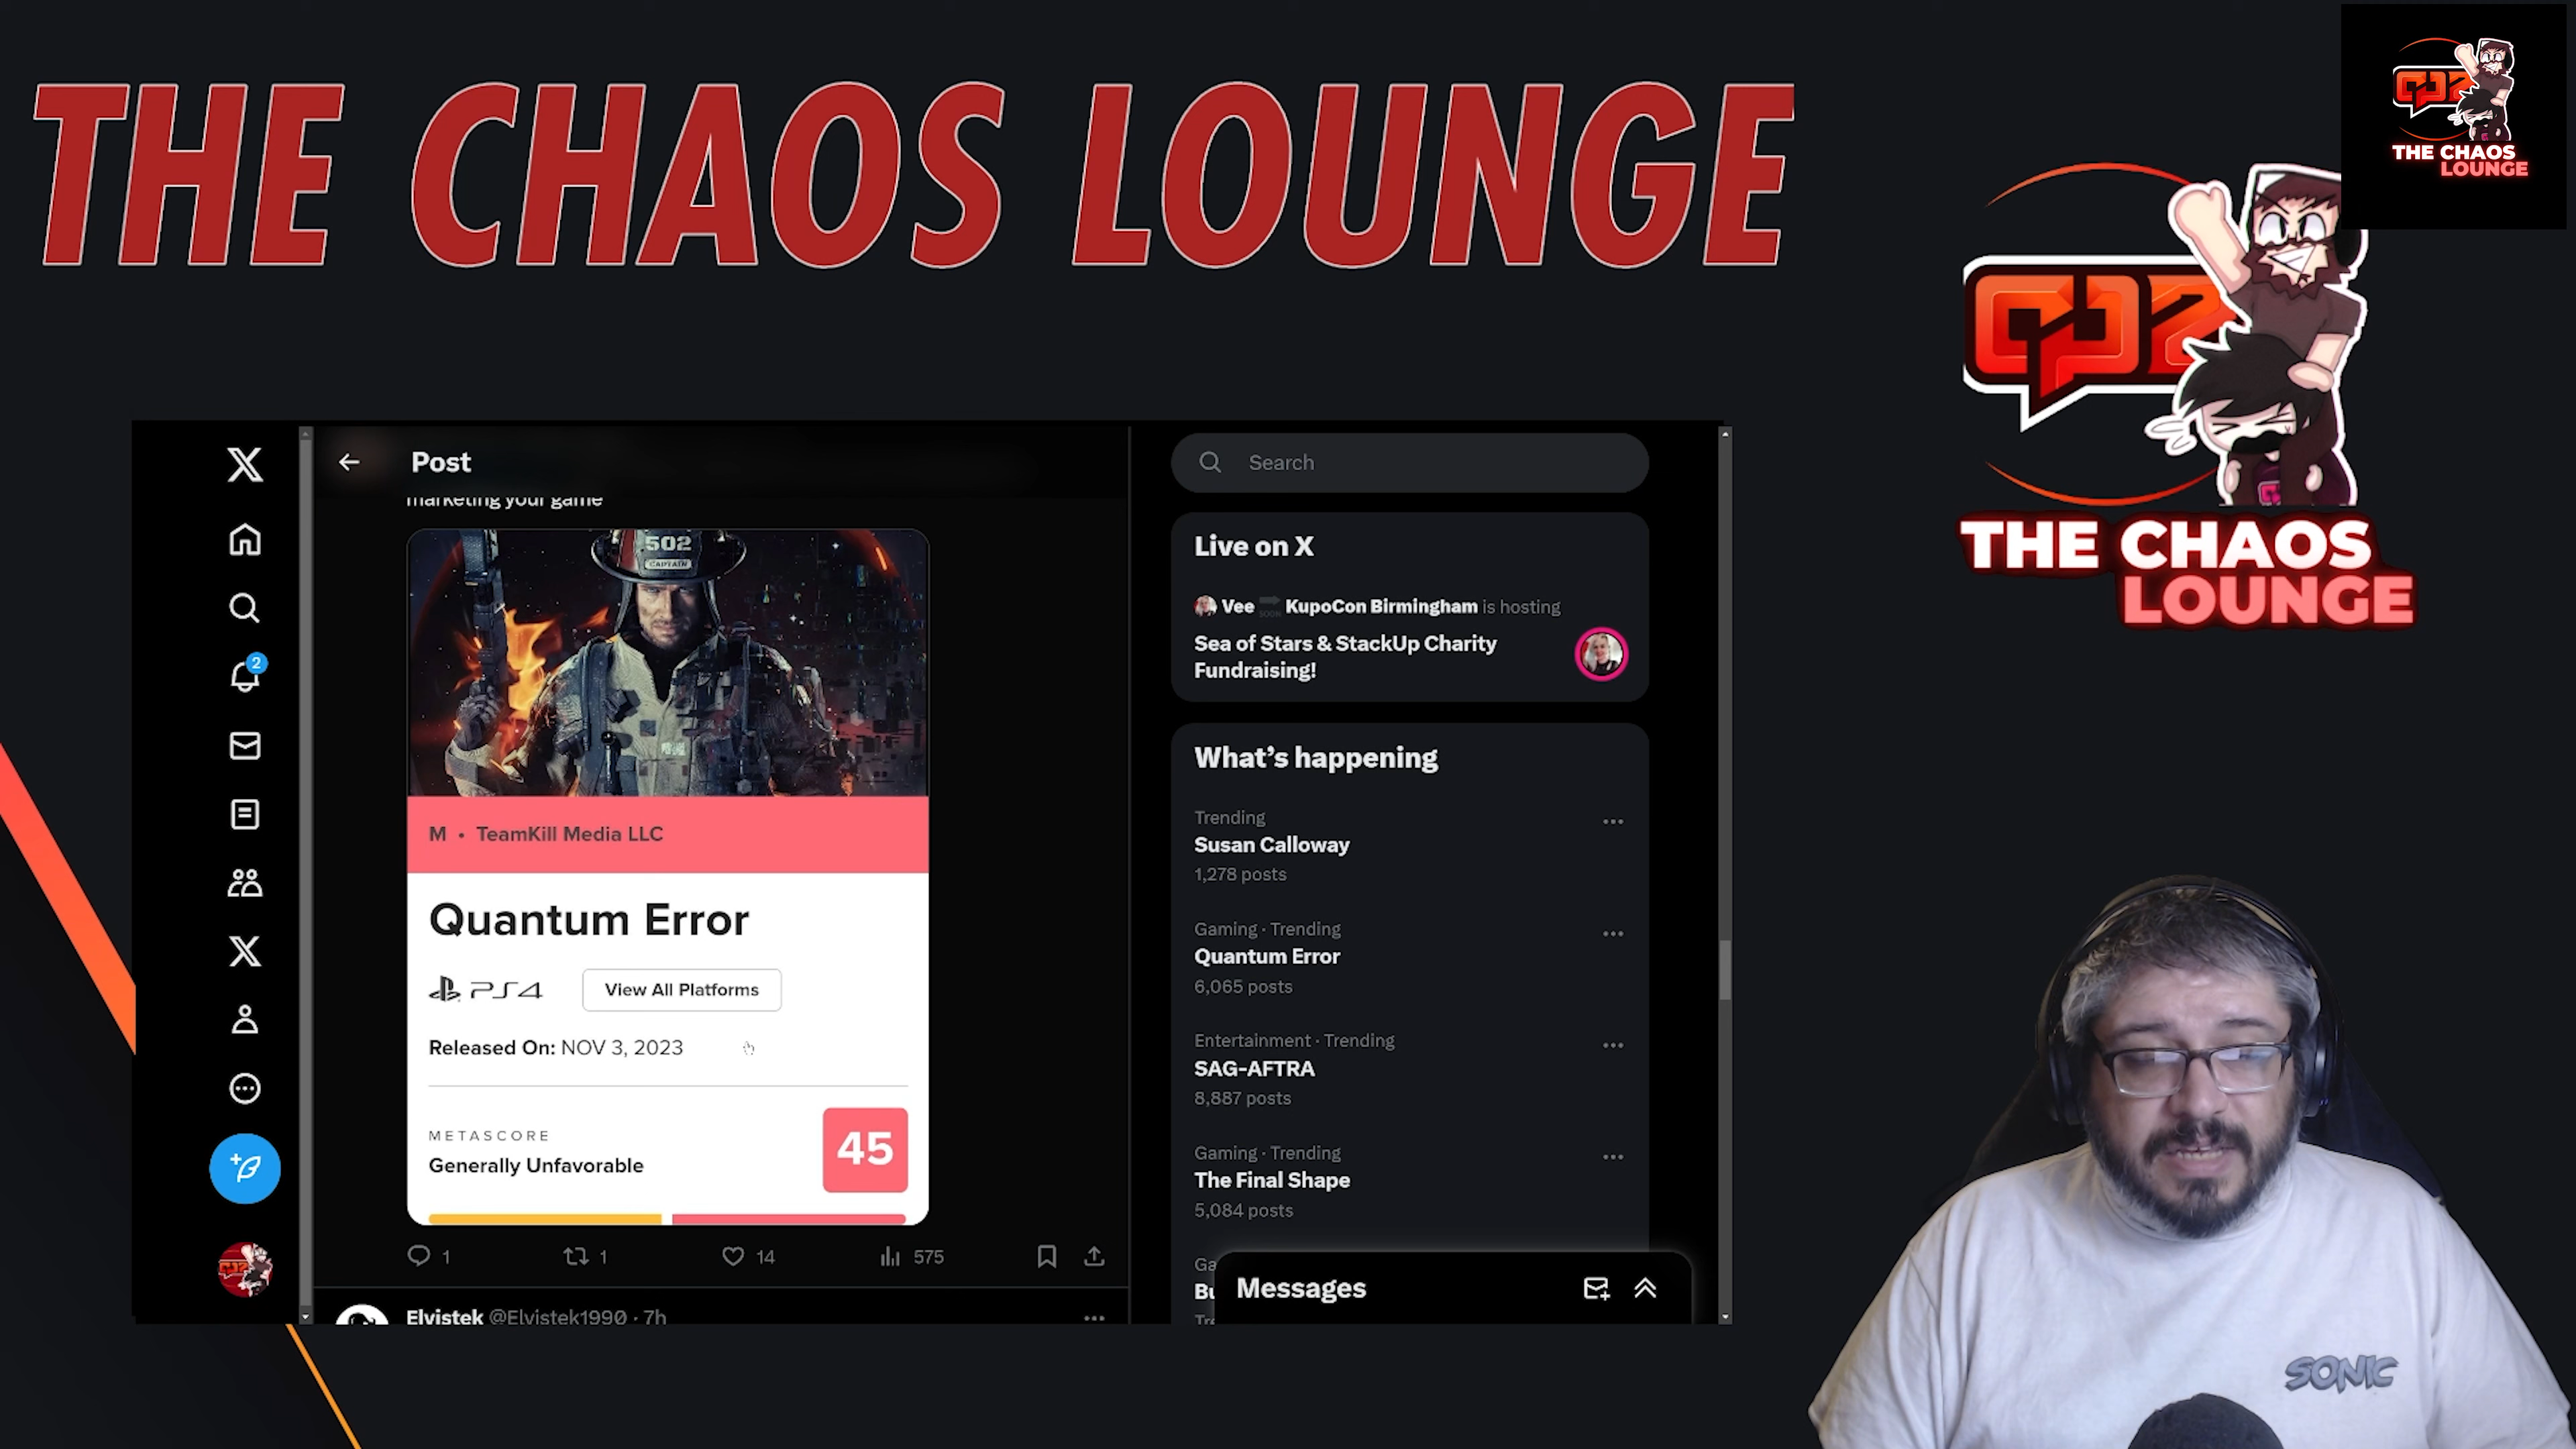 THE CHAOS LOUNGE
THE CHAOS
LOUNGE
THE CHAOS
LOUNGE
Post
marketing your game
502
CAPTAIN
M • TeamKill Media LLC
Quantum Error
PS4
View All Platforms
Released On: NOV 3, 2023
METASCORE
Generally Unfavorable
45
1
1
14
575
Elvistek @Elvistek1990 · 7h
2
Search
Live on X
Vee SOON KupoCon Birmingham is hosting
Sea of Stars & StackUp Charity
Fundraising!
What's happening
Trending
Susan Calloway
1,278 posts
Gaming · Trending
Quantum Error
6,065 posts
Entertainment · Trending
SAG-AFTRA
8,887 posts
Gaming · Trending
The Final Shape
5,084 posts
Messages
SONIC